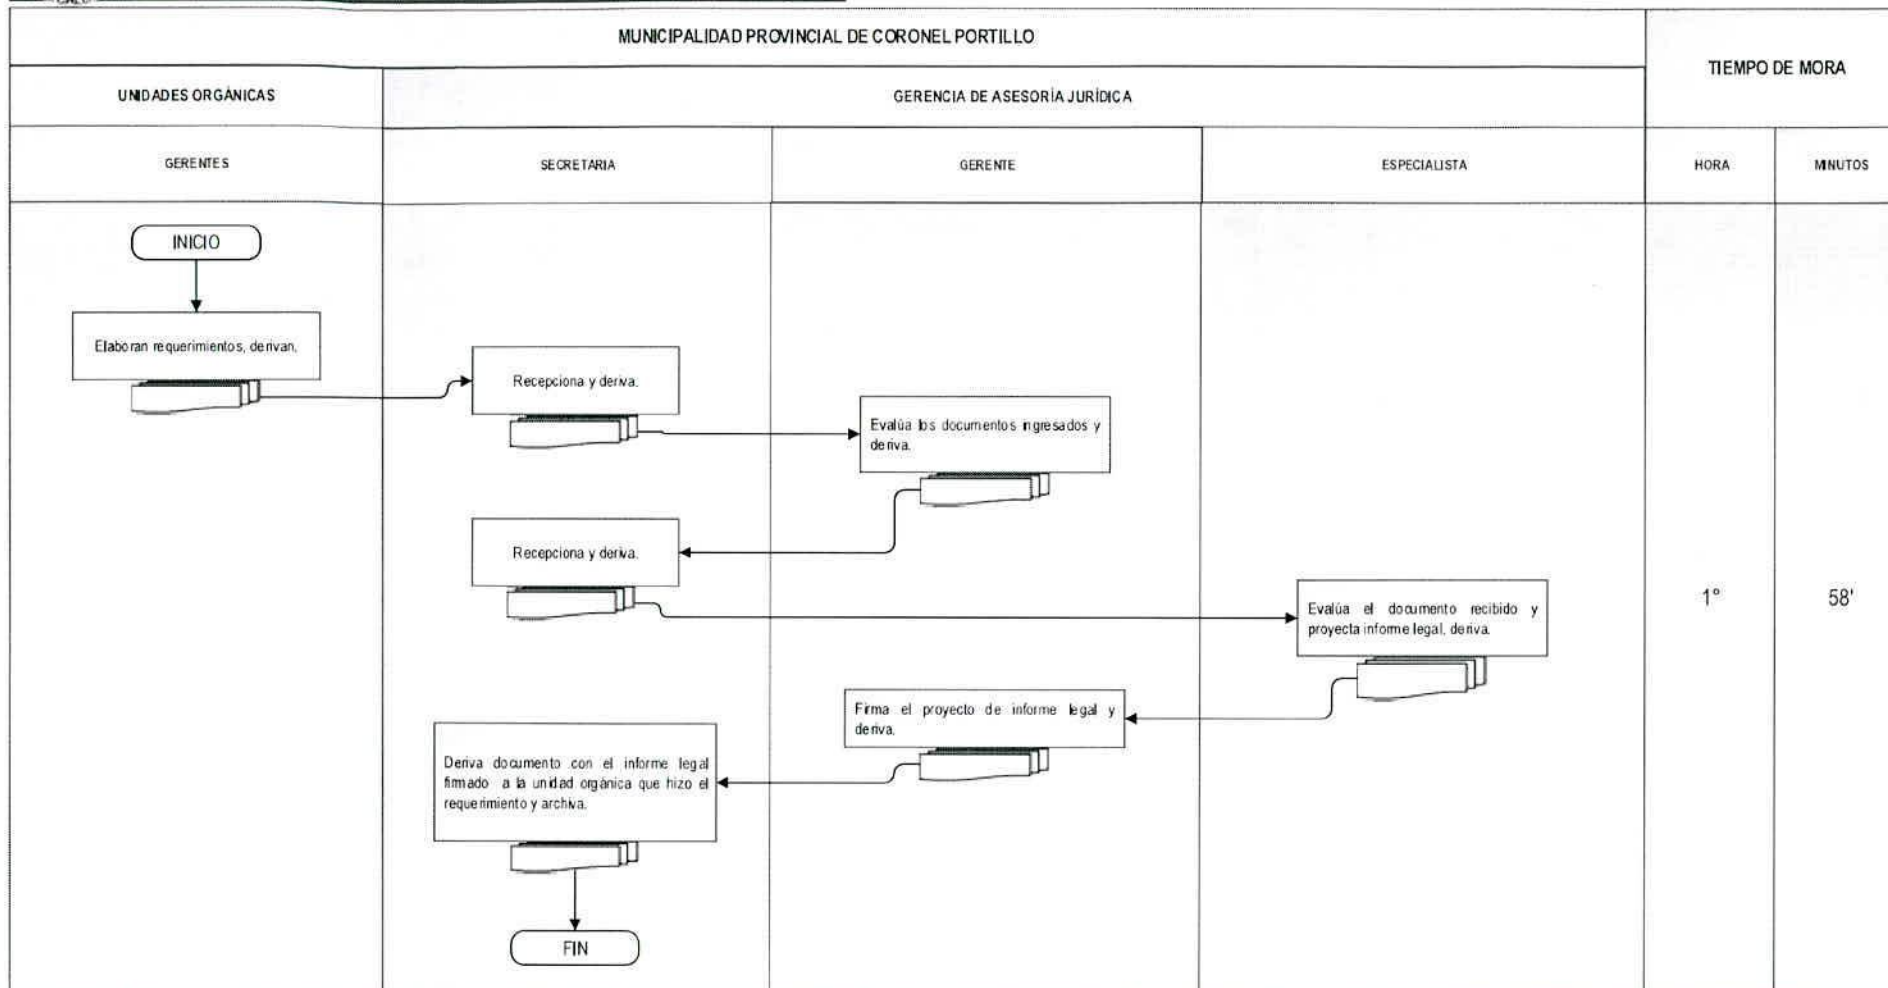 MUNICIPALIDAD PROVINCIAL DE CORONEL PORTILLO
TIEMPO DE MORA
UNIDADES ORGÁNICAS
GERENCIA DE ASESORÍA JURÍDICA
GERENTES
SECRETARIA
GERENTE
ESPECIALISTA
HORA
MINUTOS
INICIO
Elaboran requerimientos, derivan.
Recepciona y deriva.
Evalúa los documentos ingresados y
deriva.
Recepciona y deriva.
Evalúa el documento recibido y
proyecta informe legal, deriva.
1°
58'
Firma el proyecto de informe legal y
deriva.
Deriva documento con el informe legal
firmado a la unidad orgánica que hizo el
requerimiento y archiva.
FIN